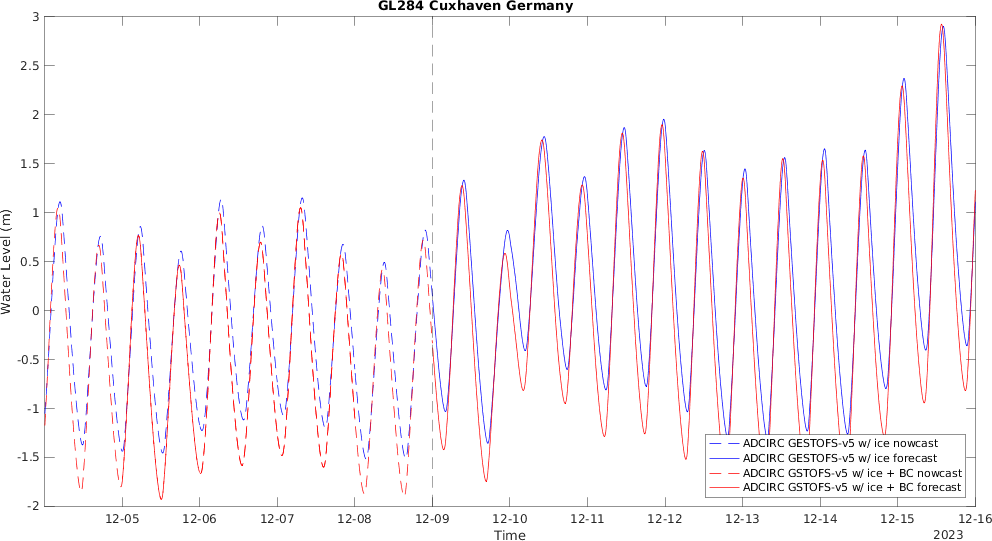 GL284 Cuxhaven Germany
3
2.5
2
1.5
1
0.5
0
-0.5
-1
-1.5
-2
Water Level (m)
ADCIRC GESTOFS-v5 w/ ice nowcast
ADCIRC GESTOFS-v5 w/ ice forecast
ADCIRC GSTOFS-v5 w/ ice + BC nowcast
ADCIRC GSTOFS-v5 w/ ice + BC forecast
12-05 12-06 12-07 12-08 12-09 12-10 12-11 12-12 12-13 12-14 12-15 12-16
Time
2023